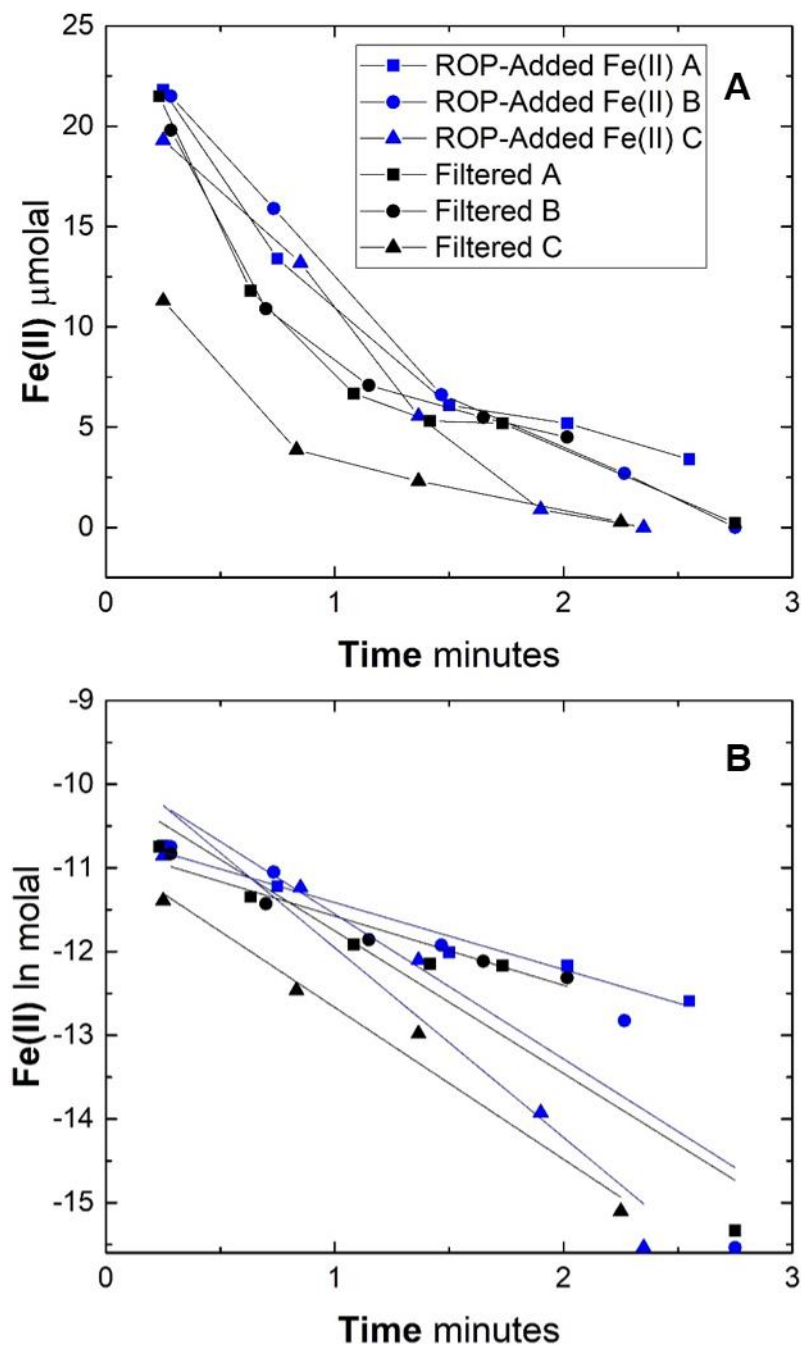 A
ROP-Added Fe(II) A
ROP-Added Fe(II) B
ROP-Added Fe(II) C
Filtered A
Filtered B
Filtered C
Fe(II) μmolal
25
20
15
10
5
0
0 1 2 3
Time minutes
B
Fe(II) ln molal
-9
-10
-11
-12
-13
-14
-15
0 1 2 3
Time minutes